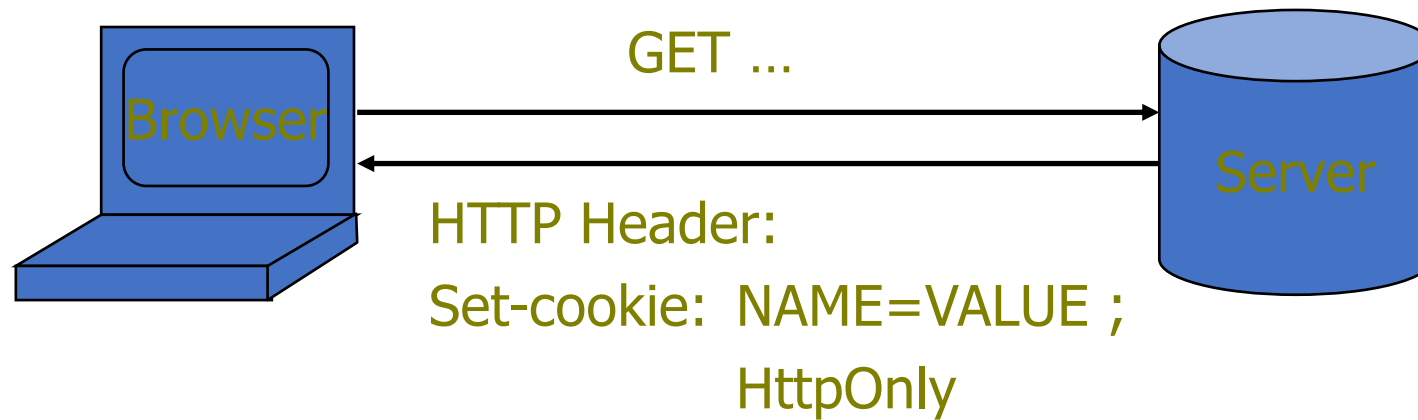 GET ...
Browser
Server
HTTP Header:
Set-cookie: NAME=VALUE ;
HttpOnly